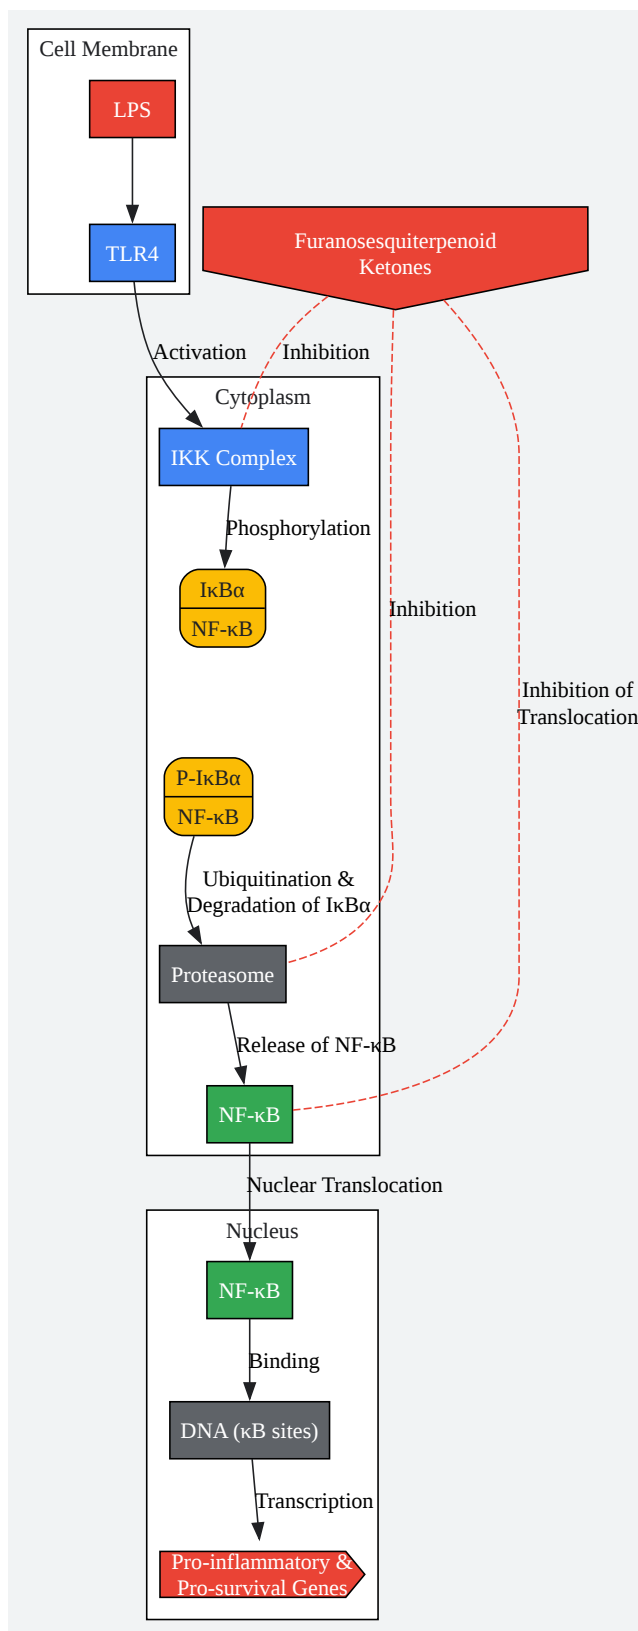 Cell Membrane
LPS
TLR4
Furanosesquiterpenoid
Ketones
Activation
Inhibition
Cytoplasm
IKK Complex
Phosphorylation
IκBα
NF-κB
Inhibition
Inhibition of
Translocation
P-IκBα
NF-κB
Ubiquitination &
Degradation of IκBα
Proteasome
Release of NF-κB
NF-κB
Nuclear Translocation
Nucleus
NF-κB
Binding
DNA (κB sites)
Transcription
Pro-inflammatory &
Pro-survival Genes